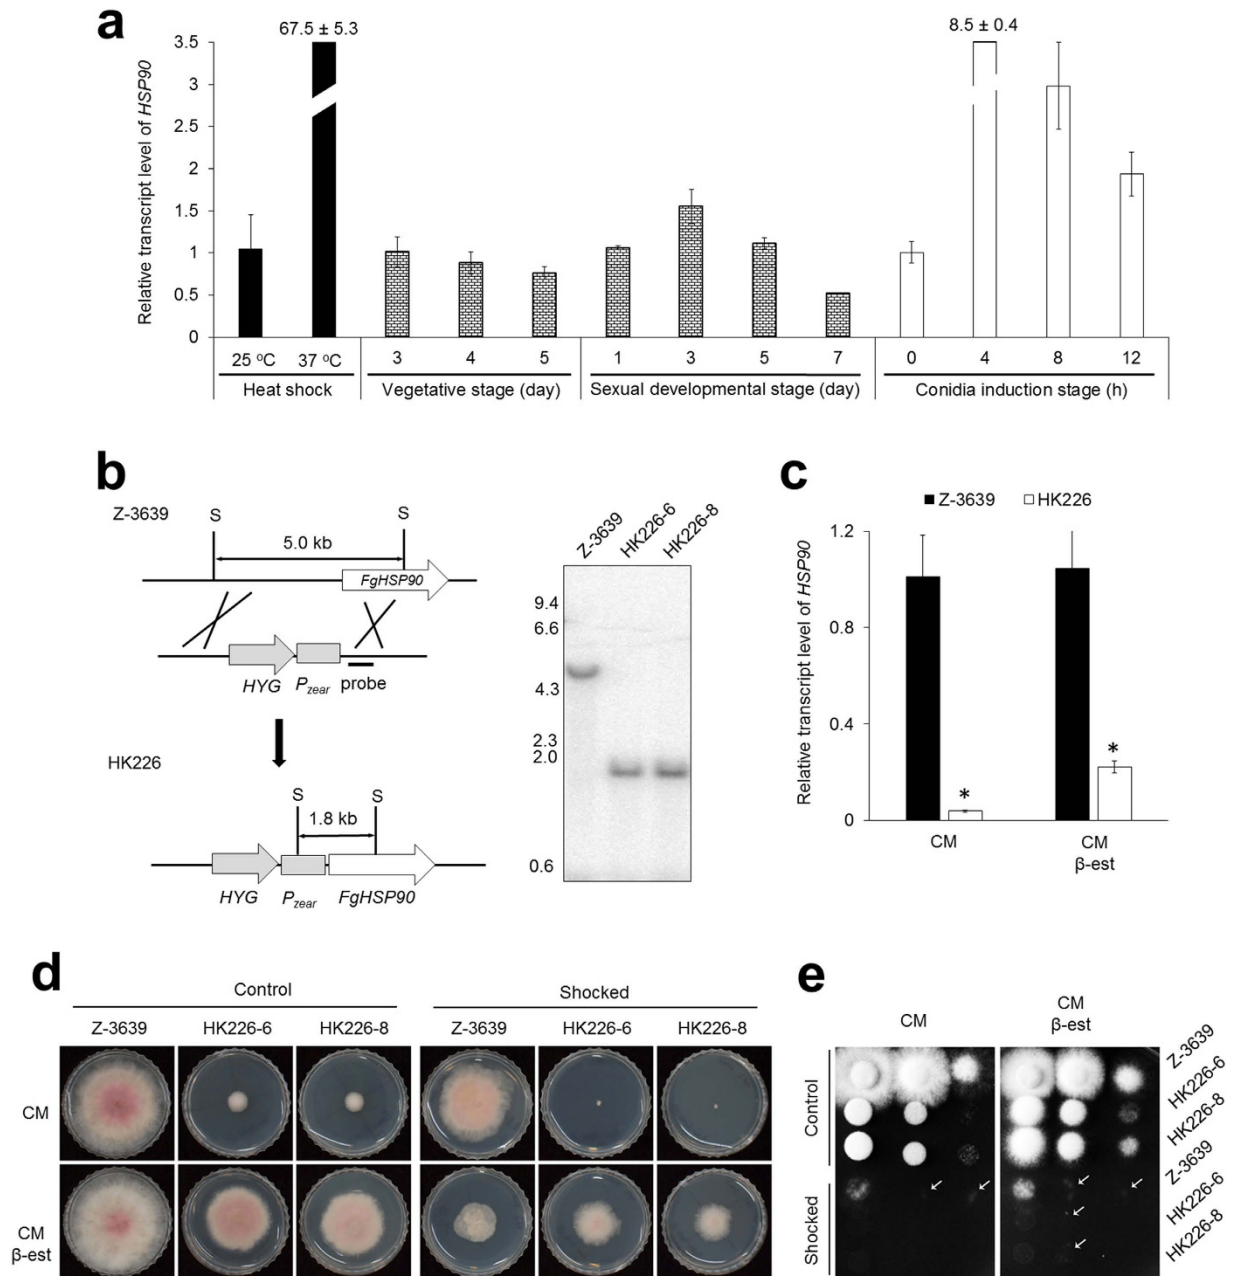 a
67.5 ± 5.3
8.5 ± 0.4
Relative transcript level of HSP90
3.5
3
2.5
2
1.5
1
0.5
0
25 ºC 37 ºC 3 4 5 1 3 5 7 0 4 8 12
Heat shock Vegetative stage (day) Sexual developmental stage (day) Conidia induction stage (h)
b
Z-3639
S S
5.0 kb
FgHSP90
HYG Pzear probe
HK226
S S
1.8 kb
HYG Pzear FgHSP90
Z-3639 HK226-6 HK226-8
9.4
6.6
4.3
2.3
2.0
0.6
c
Z-3639 HK226
Relative transcript level of HSP90
1.2
0.8
0.4
0
* *
CM CM
β-est
d
Control Shocked
Z-3639 HK226-6 HK226-8 Z-3639 HK226-6 HK226-8
CM
CM
β-est
e
CM CM
β-est
Control
Shocked
Z-3639
HK226-6
HK226-8
Z-3639
HK226-6
HK226-8